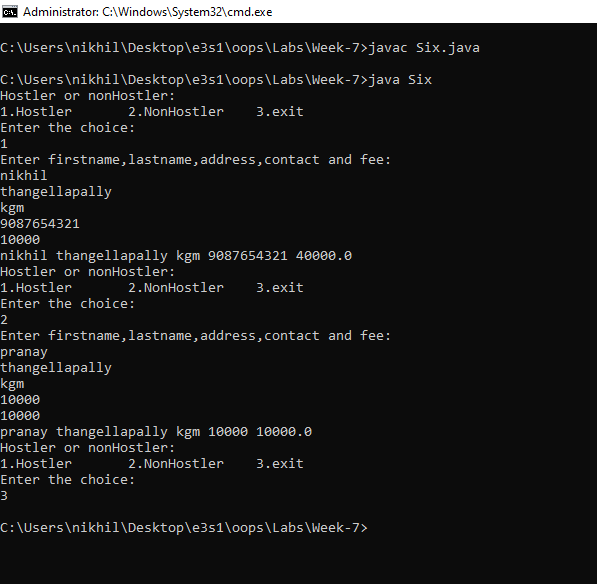 Administrator: C:\Windows\System32\cmd.exe
C:\Users\nikhil\Desktop\e3s1\oops\Labs\Week-7>javac Six.java
C:\Users\nikhil\Desktop\e3s1\oops\Labs\Week-7>java Six
Hostler or nonHostler:
1.Hostler       2.NonHostler    3.exit
Enter the choice:
1
Enter firstname,lastname,address,contact and fee:
nikhil
thangellapally
kgm
9087654321
10000
nikhil thangellapally kgm 9087654321 40000.0
Hostler or nonHostler:
1.Hostler       2.NonHostler    3.exit
Enter the choice:
2
Enter firstname,lastname,address,contact and fee:
pranay
thangellapally
kgm
10000
10000
pranay thangellapally kgm 10000 10000.0
Hostler or nonHostler:
1.Hostler       2.NonHostler    3.exit
Enter the choice:
3
C:\Users\nikhil\Desktop\e3s1\oops\Labs\Week-7>